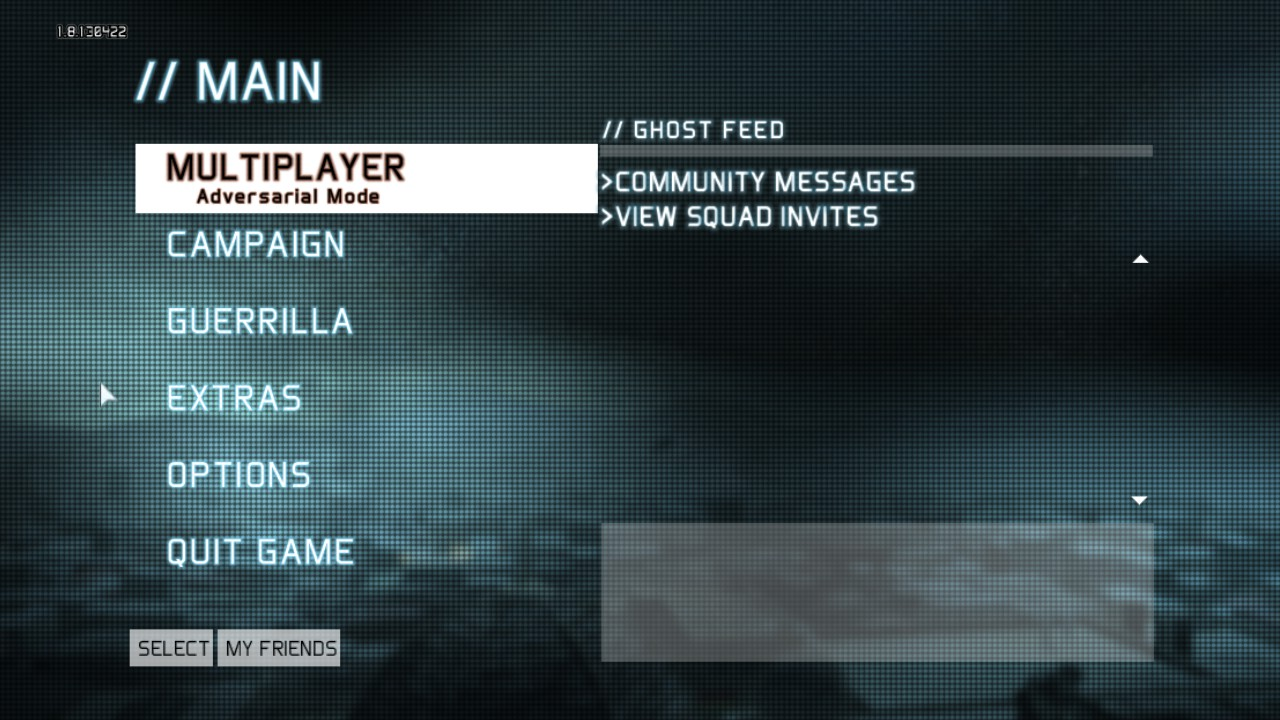 1.8.130422
// MAIN
MULTIPLAYER
Adversarial Mode
CAMPAIGN
GUERRILLA
EXTRAS
OPTIONS
QUIT GAME
SELECT
MY FRIENDS
// GHOST FEED
>COMMUNITY MESSAGES
>VIEW SQUAD INVITES